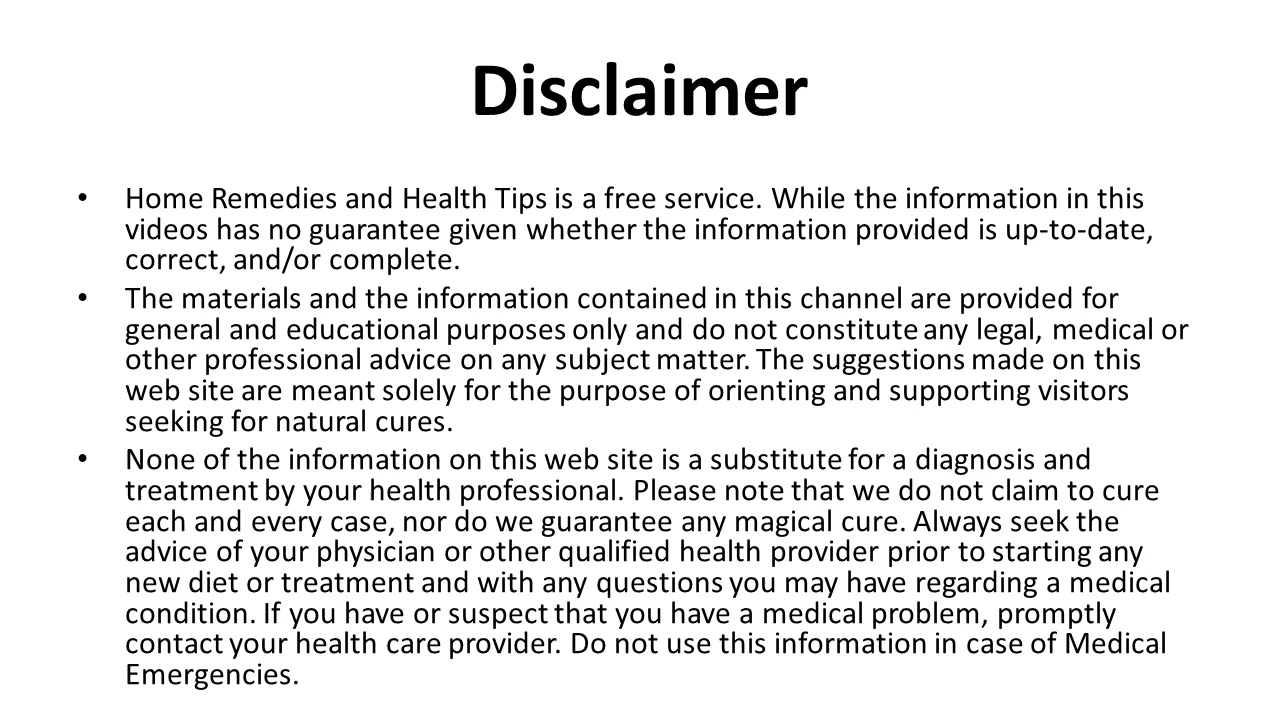 Disclaimer
• Home Remedies and Health Tips is a free service. While the information in this
videos has no guarantee given whether the information provided is up-to-date,
correct, and/or complete.
• The materials and the information contained in this channel are provided for
general and educational purposes only and do not constitute any legal, medical or
other professional advice on any subject matter. The suggestions made on this
web site are meant solely for the purpose of orienting and supporting visitors
seeking for natural cures.
• None of the information on this web site is a substitute for a diagnosis and
treatment by your health professional. Please note that we do not claim to cure
each and every case, nor do we guarantee any magical cure. Always seek the
advice of your physician or other qualified health provider prior to starting any
new diet or treatment and with any questions you may have regarding a medical
condition. If you have or suspect that you have a medical problem, promptly
contact your health care provider. Do not use this information in case of Medical
Emergencies.